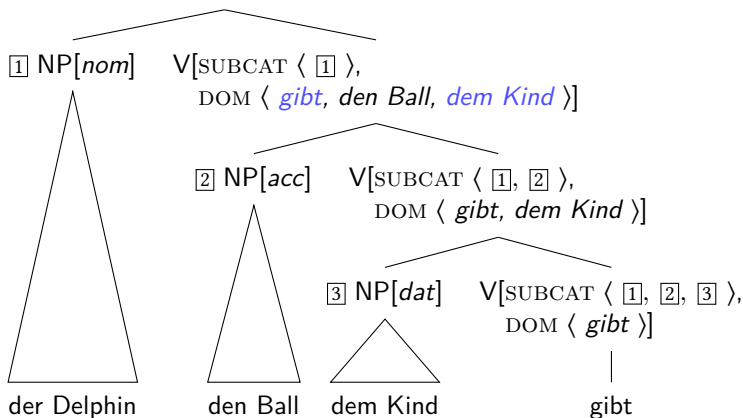 [1] NP[nom] V[SUBCAT ⟨ [1] ⟩,
DOM ⟨ gibt, den Ball, dem Kind ⟩]
[2] NP[acc] V[SUBCAT ⟨ [1], [2] ⟩,
DOM ⟨ gibt, dem Kind ⟩]
[3] NP[dat] V[SUBCAT ⟨ [1], [2], [3] ⟩,
DOM ⟨ gibt ⟩]
der Delphin den Ball dem Kind gibt